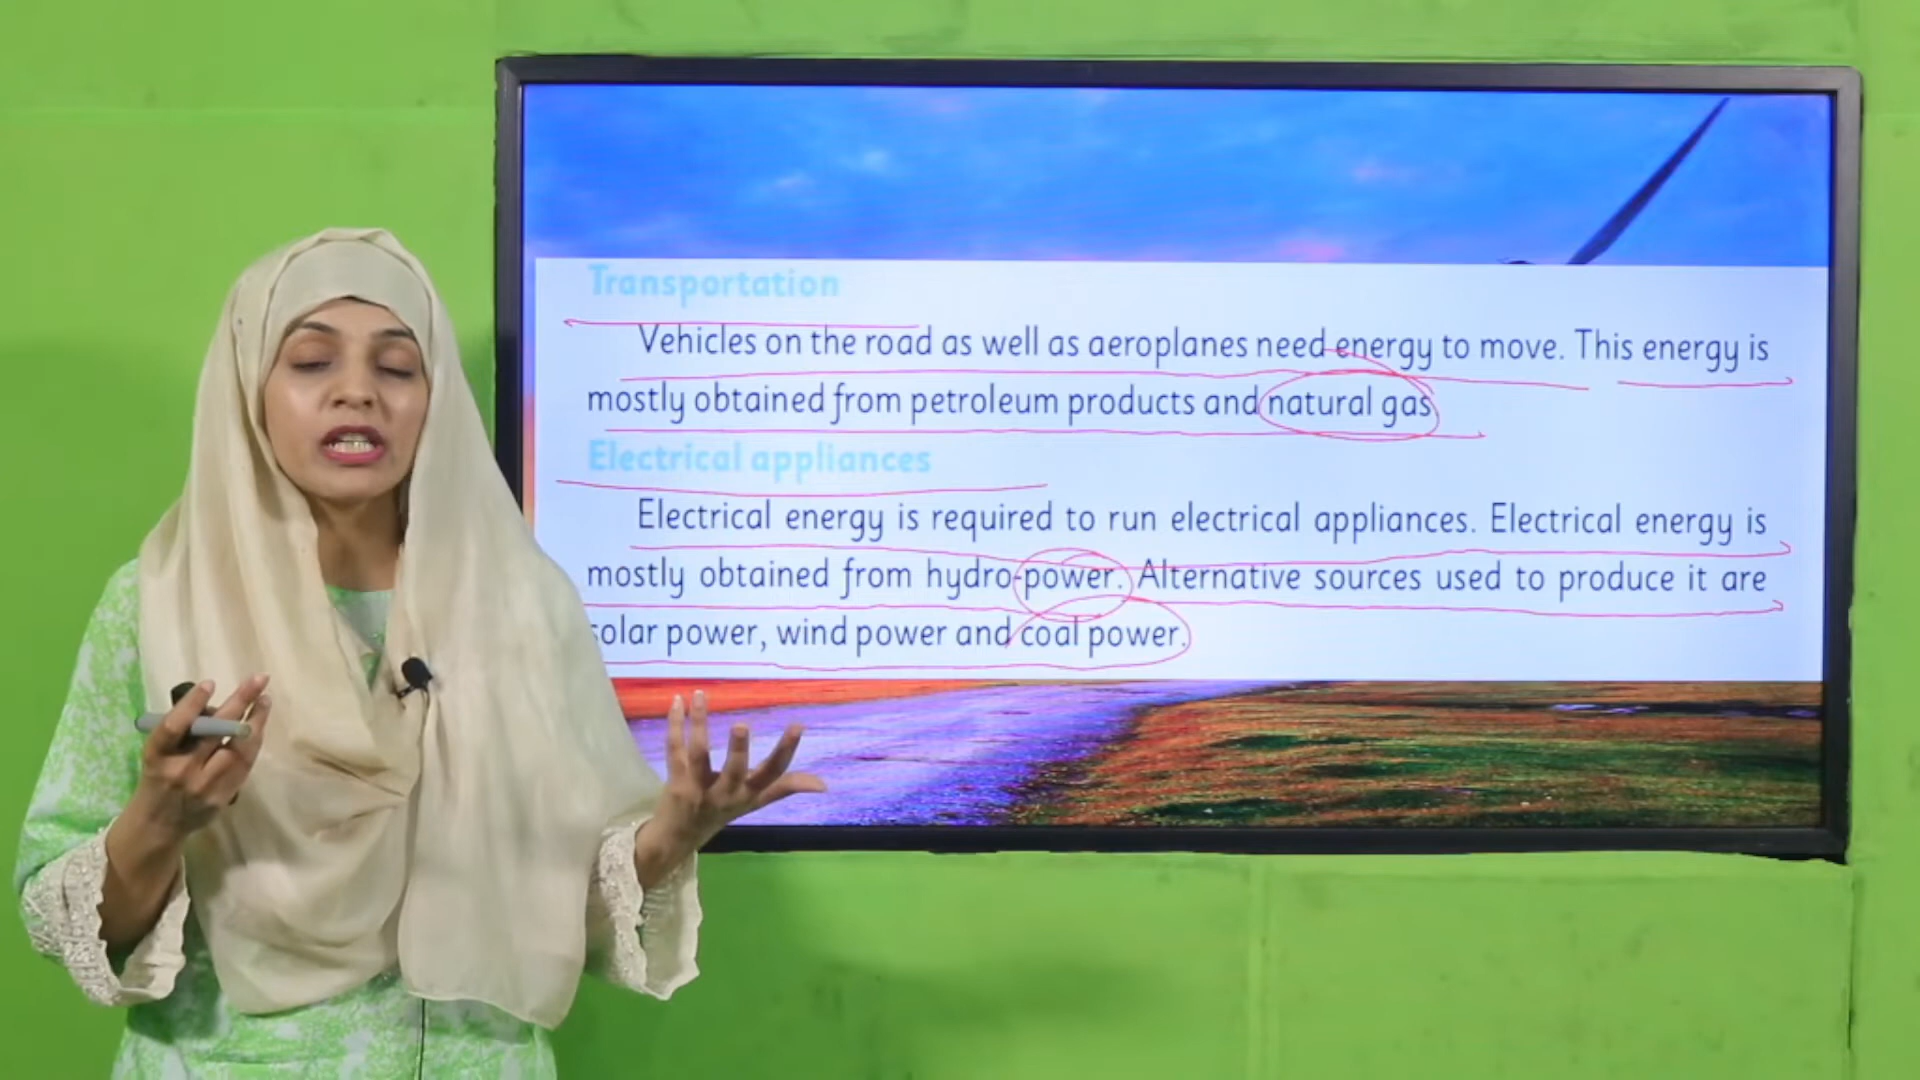 Transportation
Vehicles on the road as well as aeroplanes need energy to move. This energy is
mostly obtained from petroleum products and natural gas
Electrical appliances
Electrical energy is required to run electrical appliances. Electrical energy is
mostly obtained from hydro-power. Alternative sources used to produce it are
solar power, wind power and coal power.